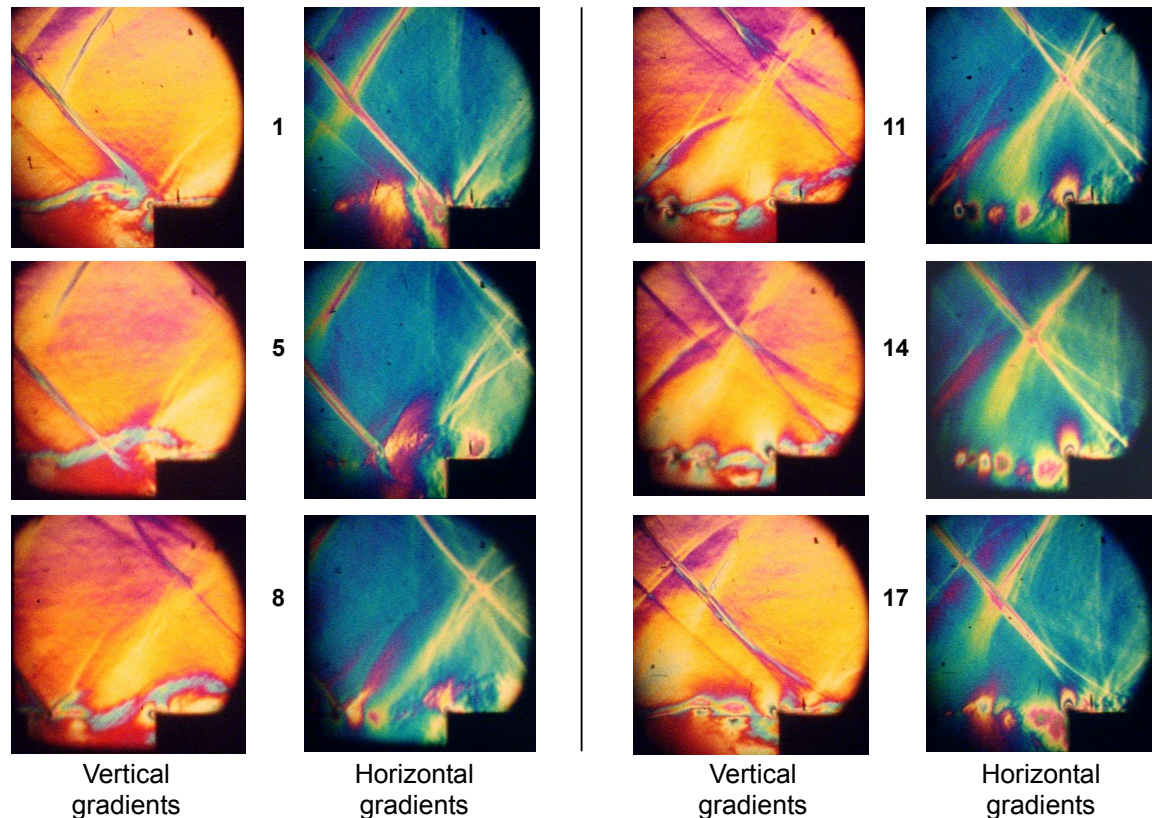 1
11
5
14
8
17
Vertical
gradients
Horizontal
gradients
Vertical
gradients
Horizontal
gradients